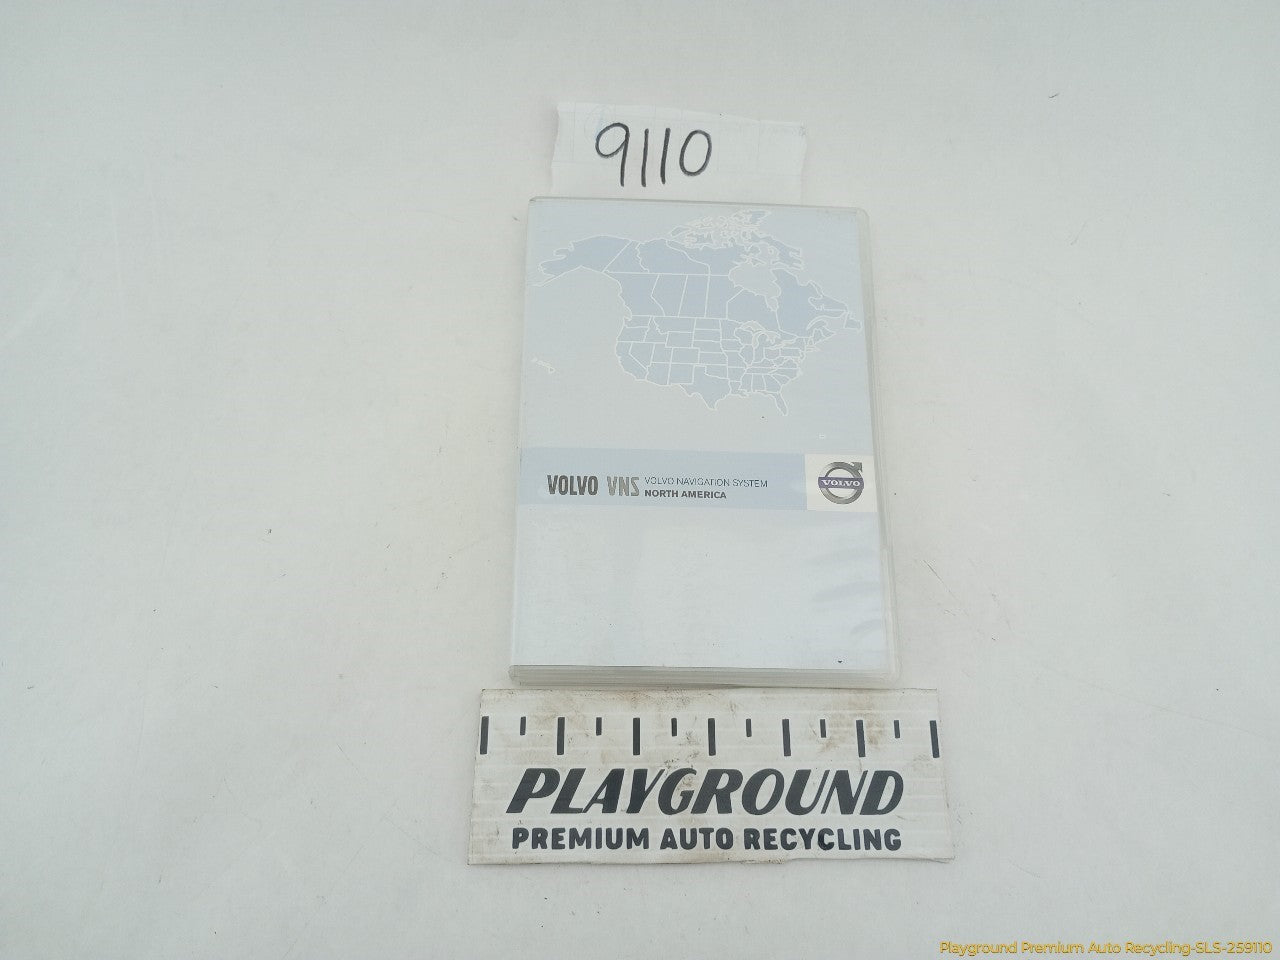 9110
VOLVO VNS VOLVO NAVIGATION SYSTEM
NORTH AMERICA
VOLVO
PLAYGROUND
PREMIUM AUTO RECYCLING
Playground Premium Auto Recycling-SLS-259110